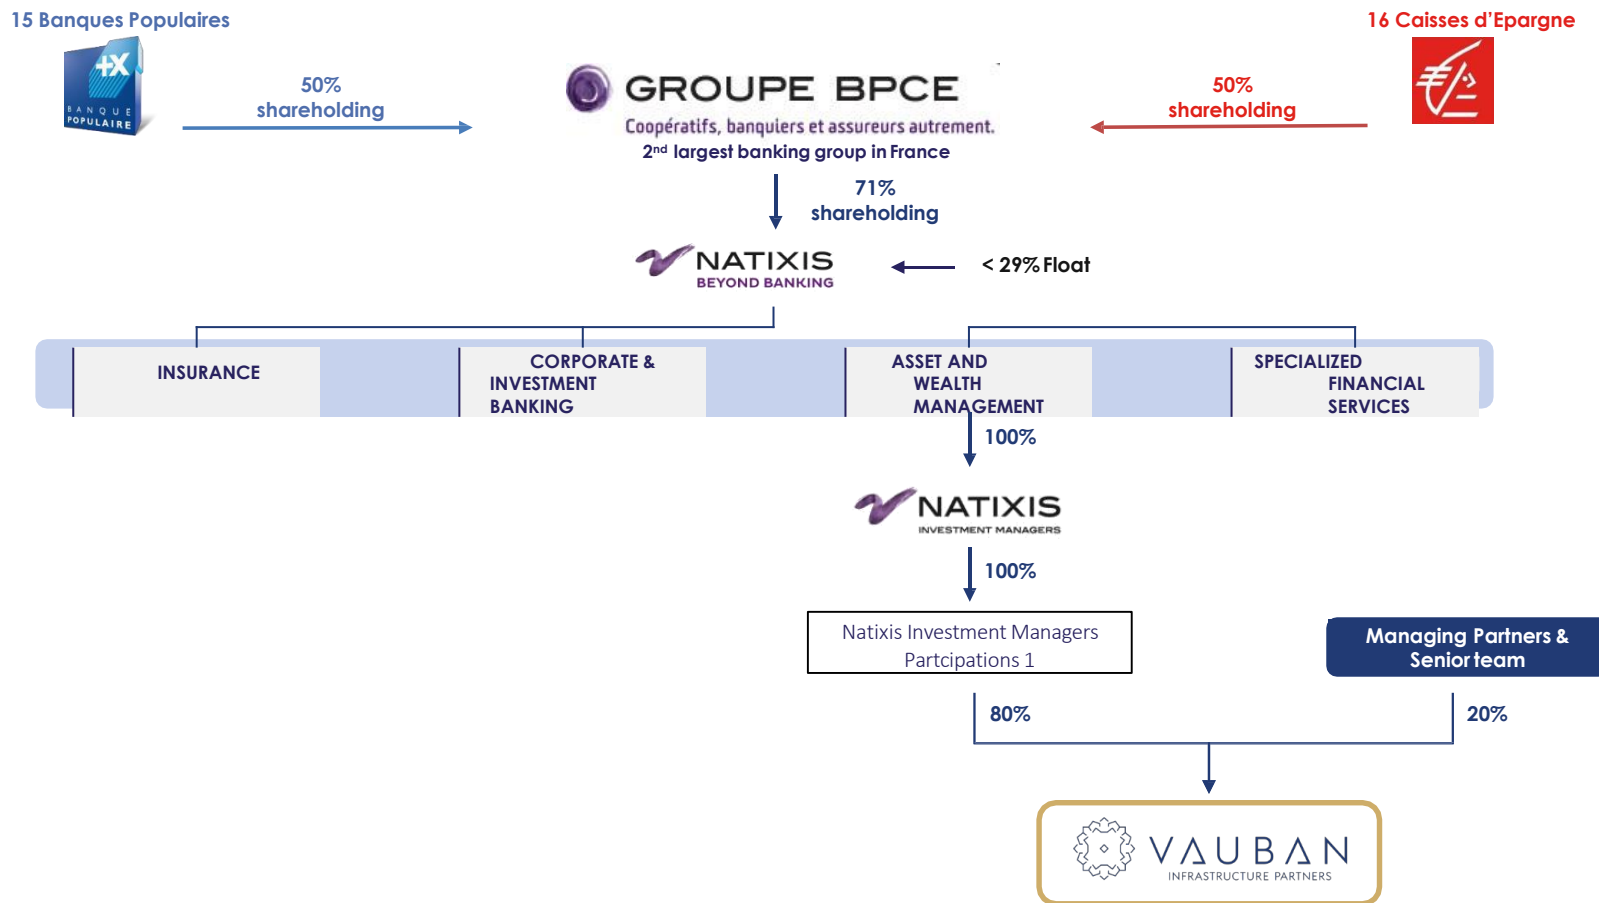 15 Banques Populaires
16 Caisses d’Epargne
+X
BANQUE
POPULAIRE
50%
shareholding
GROUPE BPCE
Coopératifs, banquiers et assureurs autrement.
2nd largest banking group in France
50%
shareholding
71%
shareholding
NATIXIS
BEYOND BANKING
< 29% Float
INSURANCE
CORPORATE &
INVESTMENT
BANKING
ASSET AND
WEALTH
MANAGEMENT
SPECIALIZED
FINANCIAL
SERVICES
100%
NATIXIS
INVESTMENT MANAGERS
100%
Natixis Investment Managers
Partcipations 1
Managing Partners &
Senior team
80%
20%
VAUBAN
INFRASTRUCTURE PARTNERS